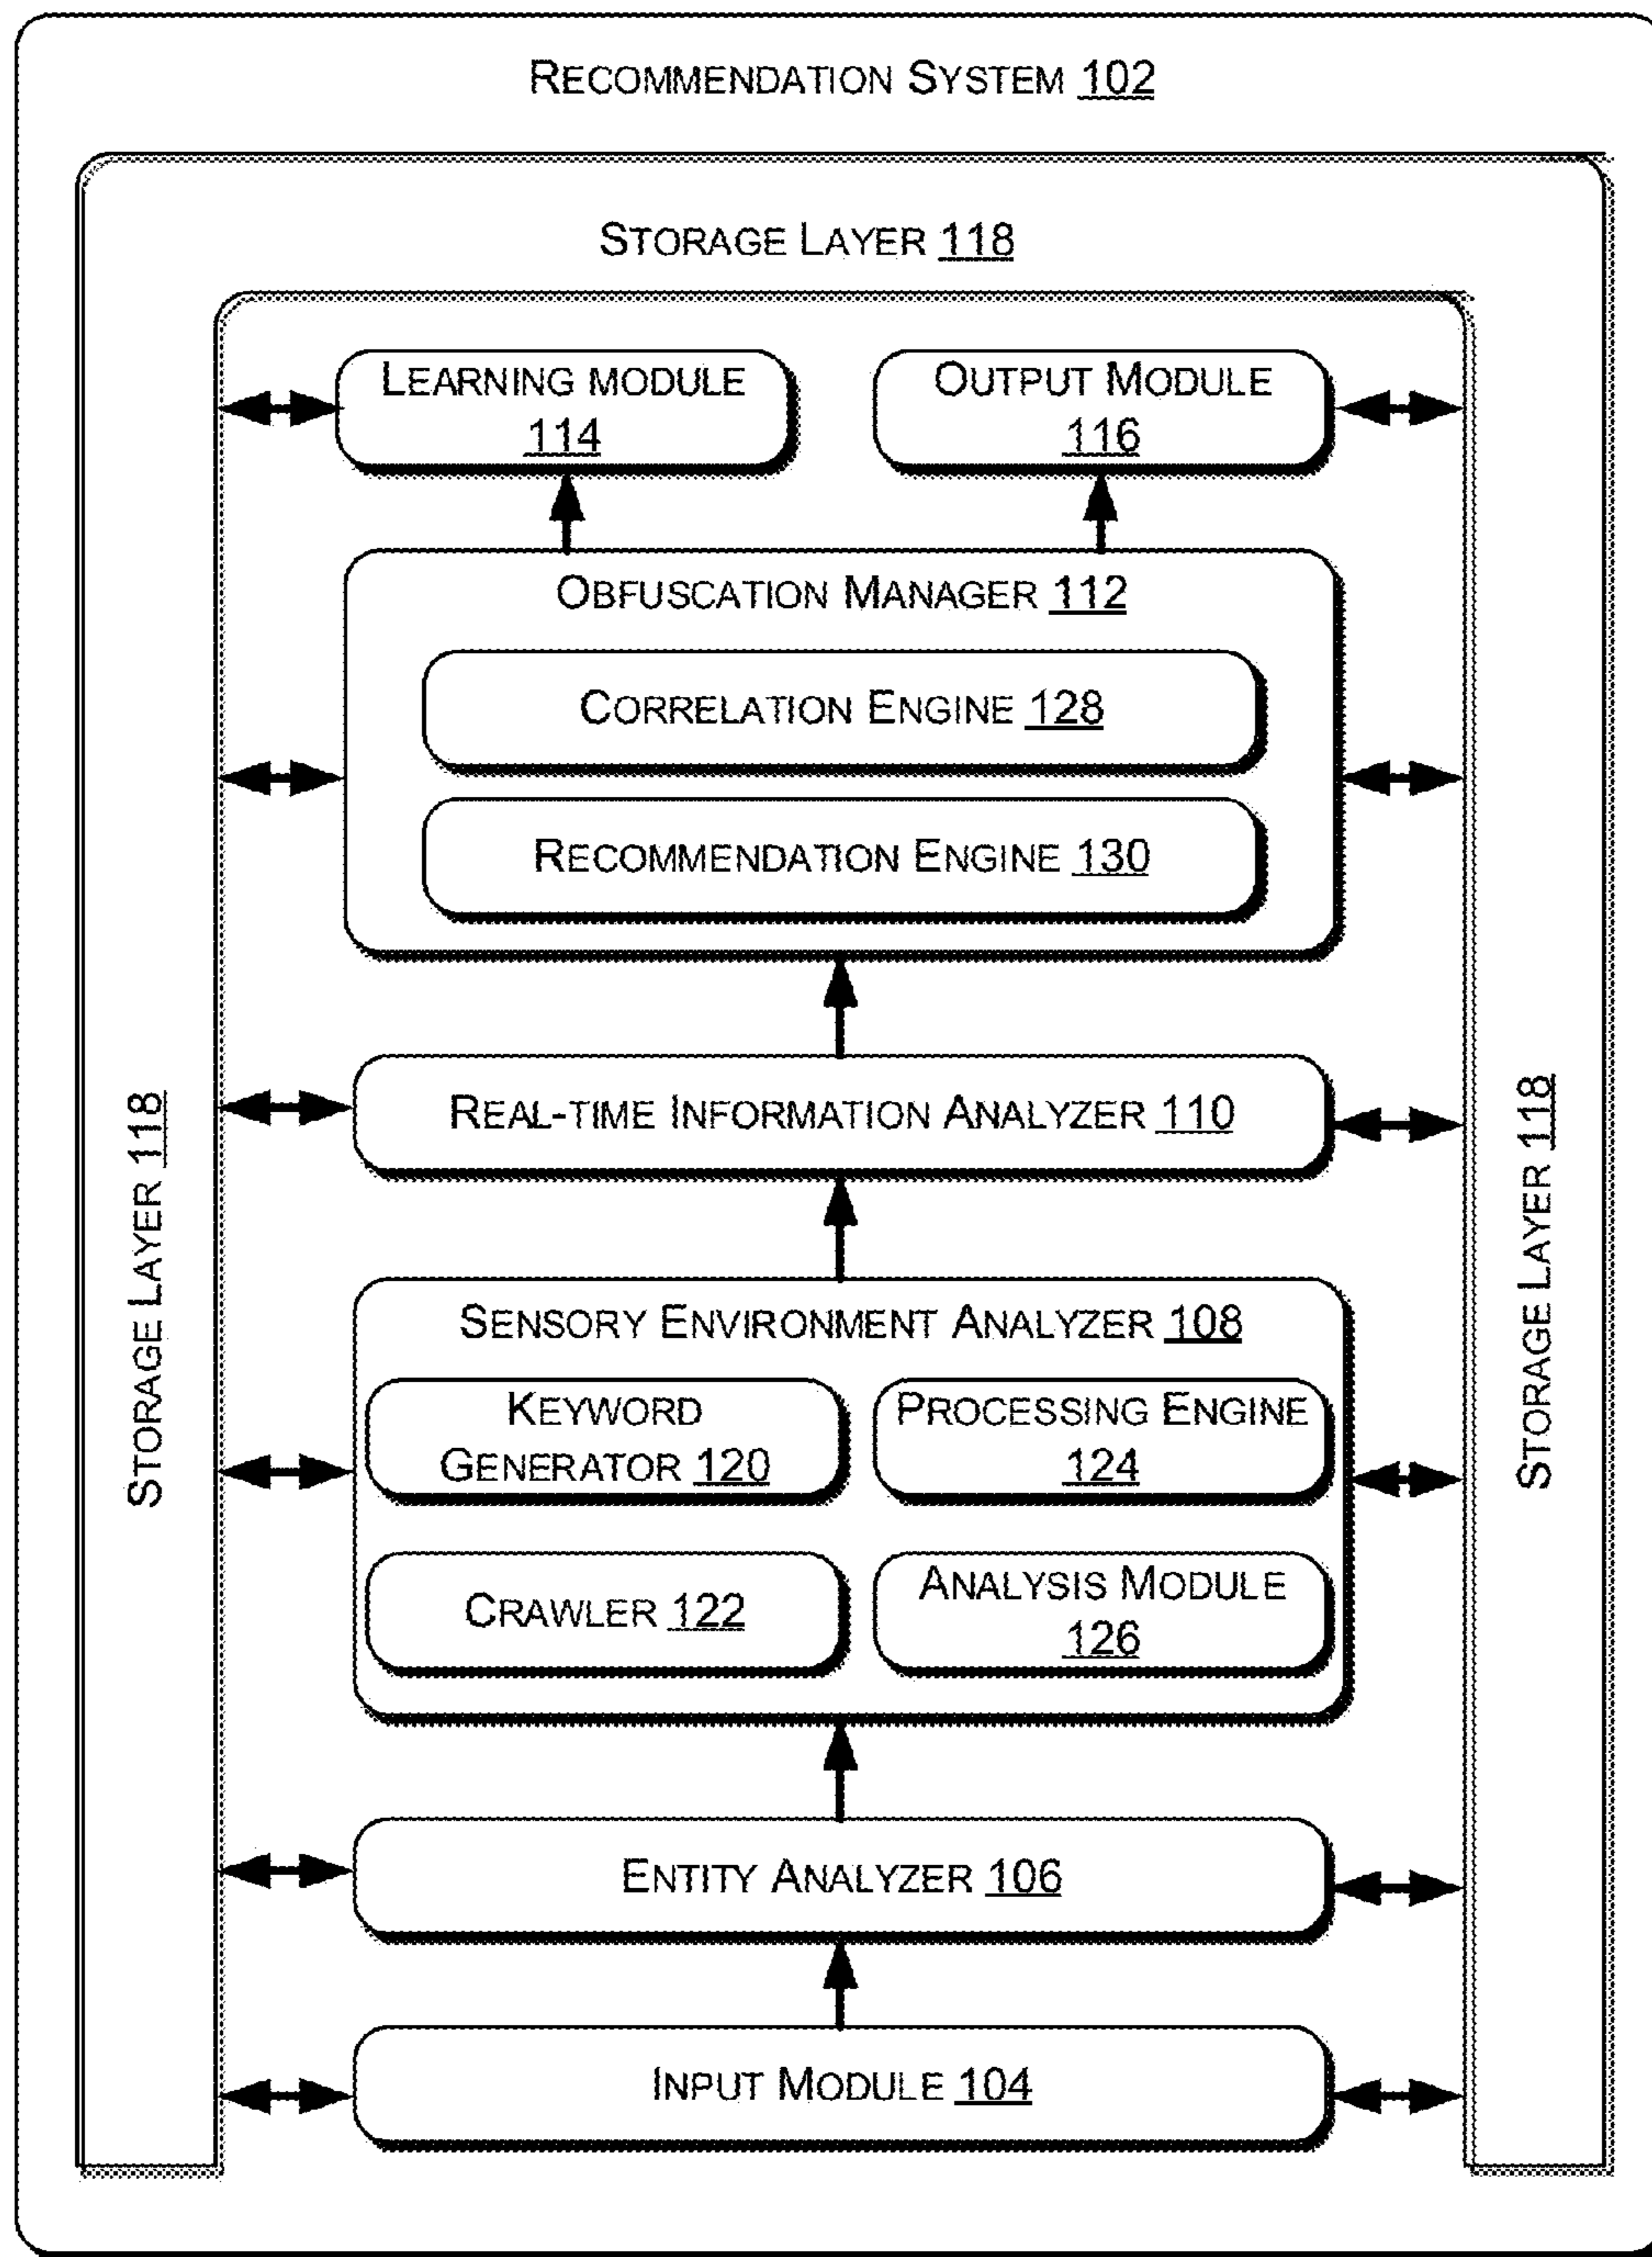 RECOMMENDATION SYSTEM 102
STORAGE LAYER 118
LEARNING MODULE
114
OUTPUT MODULE
116
OBFUSCATION MANAGER 112
CORRELATION ENGINE 128
RECOMMENDATION ENGINE 130
REAL-TIME INFORMATION ANALYZER 110
STORAGE LAYER 118
STORAGE LAYER 118
SENSORY ENVIRONMENT ANALYZER 108
KEYWORD
GENERATOR 120
PROCESSING ENGINE
124
CRAWLER 122
ANALYSIS MODULE
126
ENTITY ANALYZER 106
INPUT MODULE 104